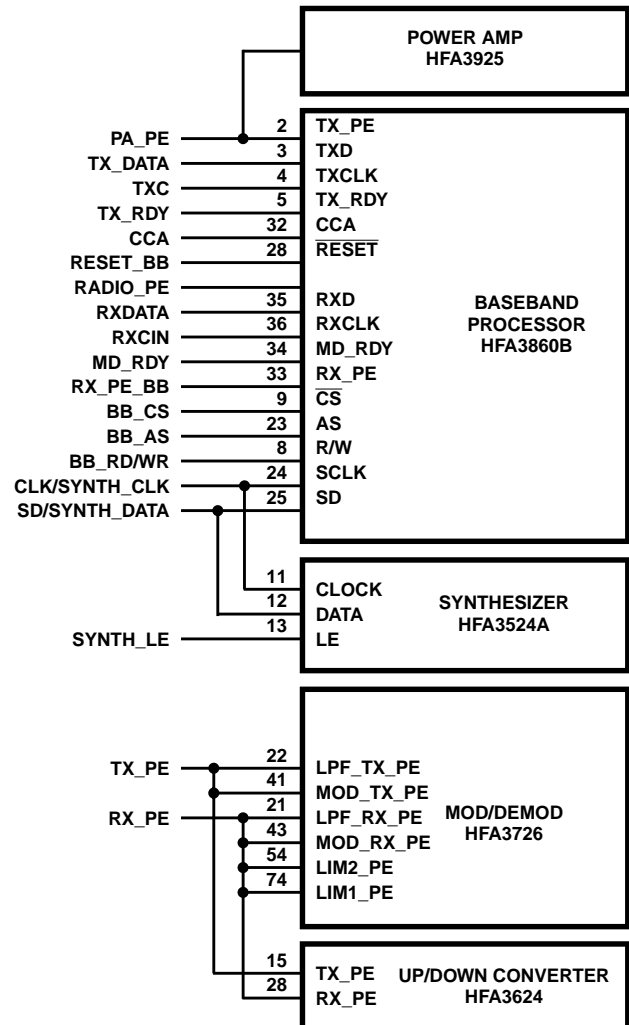 POWER AMP
HFA3925
PA_PE 2 TX_PE
TX_DATA 3 TXD
TXC 4 TXCLK
TX_RDY 5 TX_RDY
CCA 32 CCA
RESET_BB 28 RESET
RADIO_PE
RXDATA 35 RXD
RXCIN 36 RXCLK
MD_RDY 34 MD_RDY
RX_PE_BB 33 RX_PE
BB_CS 9 CS
BB_AS 23 AS
BB_RD/WR 8 R/W
CLK/SYNTH_CLK 24 SCLK
SD/SYNTH_DATA 25 SD
BASEBAND
PROCESSOR
HFA3860B
11 CLOCK
12 DATA
SYNTH_LE 13 LE
SYNTHESIZER
HFA3524A
TX_PE 22 LPF_TX_PE
41 MOD_TX_PE
RX_PE 21 LPF_RX_PE
43 MOD_RX_PE
54 LIM2_PE
74 LIM1_PE
MOD/DEMOD
HFA3726
15 TX_PE
28 RX_PE
UP/DOWN CONVERTER
HFA3624